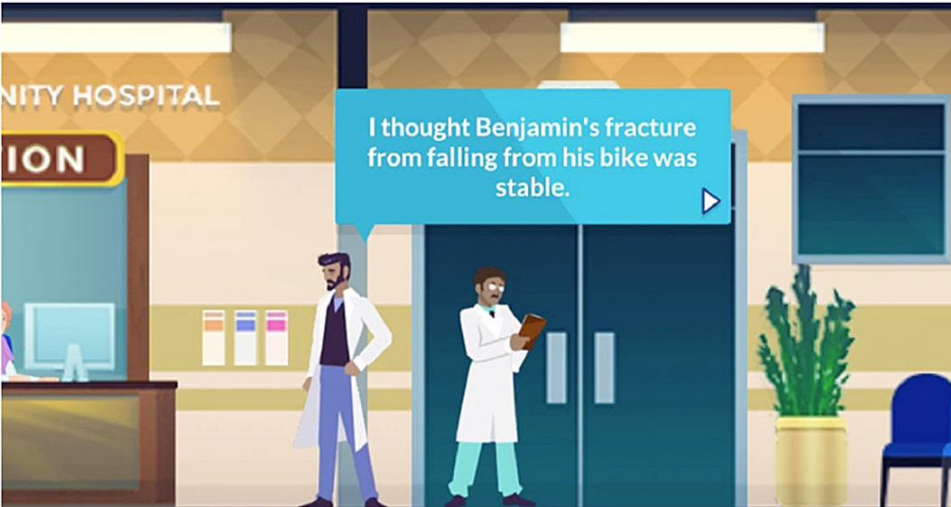 NITY HOSPITAL
ION
I thought Benjamin's fracture
from falling from his bike was
stable.